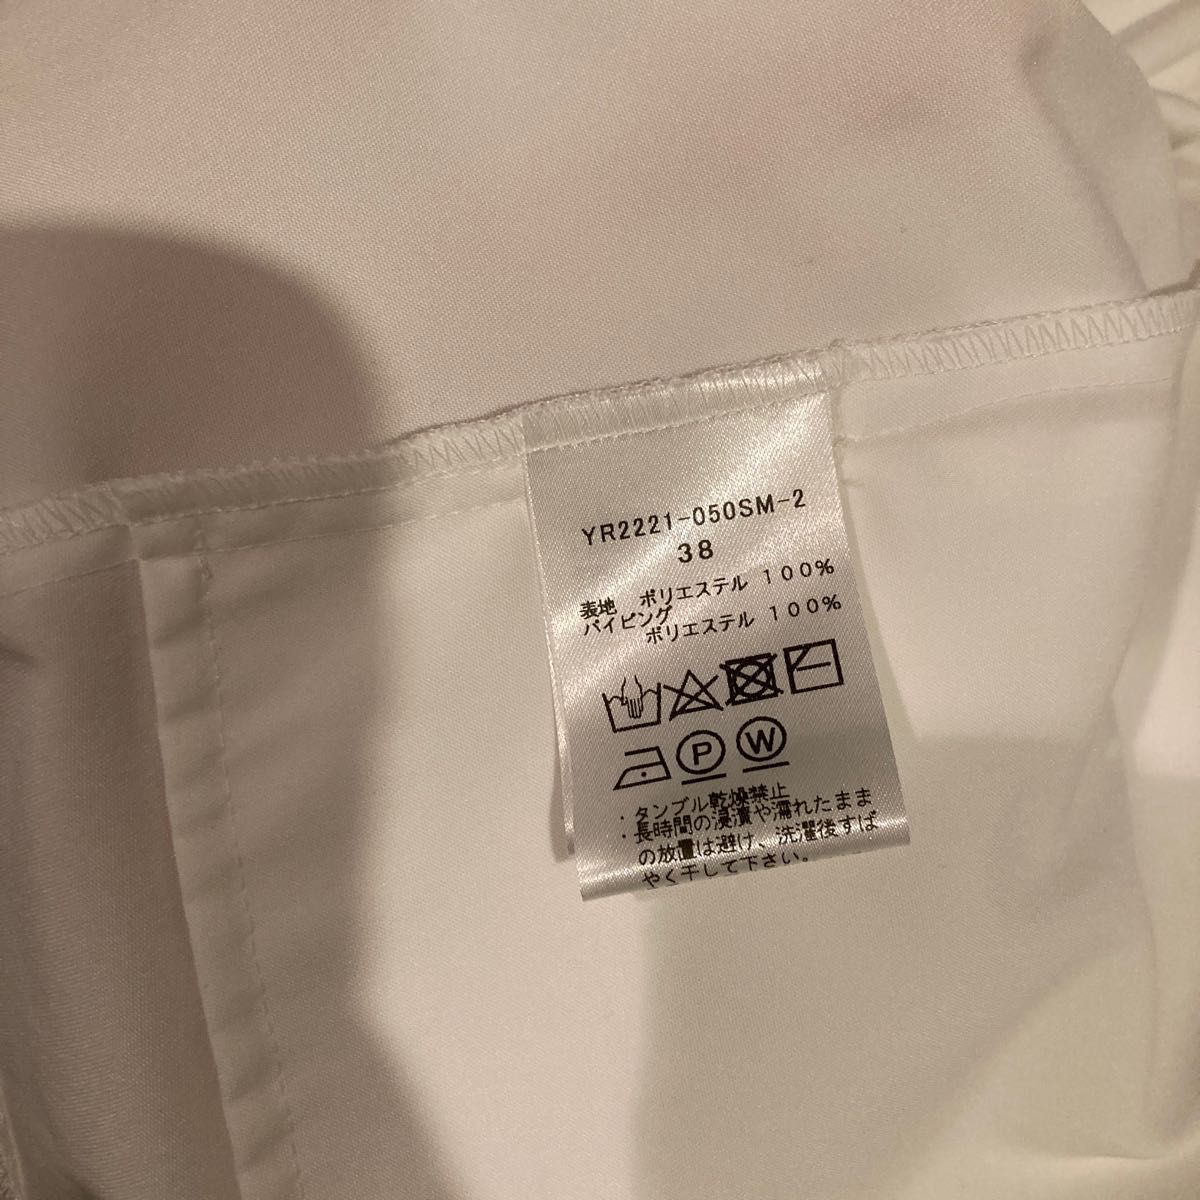 YR2221-050SM-2
38
表地 ポリエステル 100%
パイピング
ポリエステル 100%
P W
・タンブル乾燥禁止
・長時間の浸漬や濡れたまま
の放置は避け、洗濯後すば
やく干して下さい。